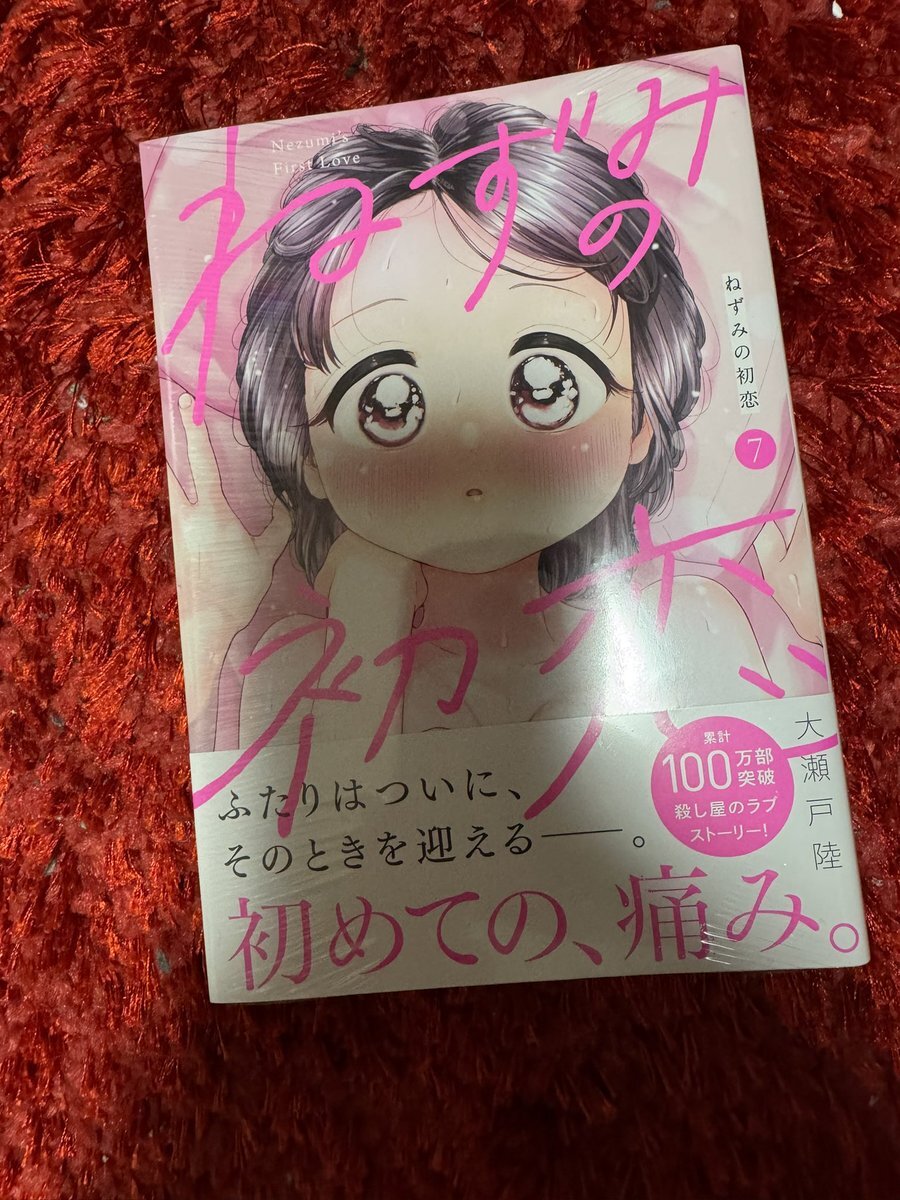 Nezumi's
First Love
ねずみの
初恋
ねずみの初恋
7
大瀬戸陸
累計
100万部
突破
殺し屋のラブ
ストーリー!
ふたりはついに、
そのときを迎える――。
初めての、痛み。